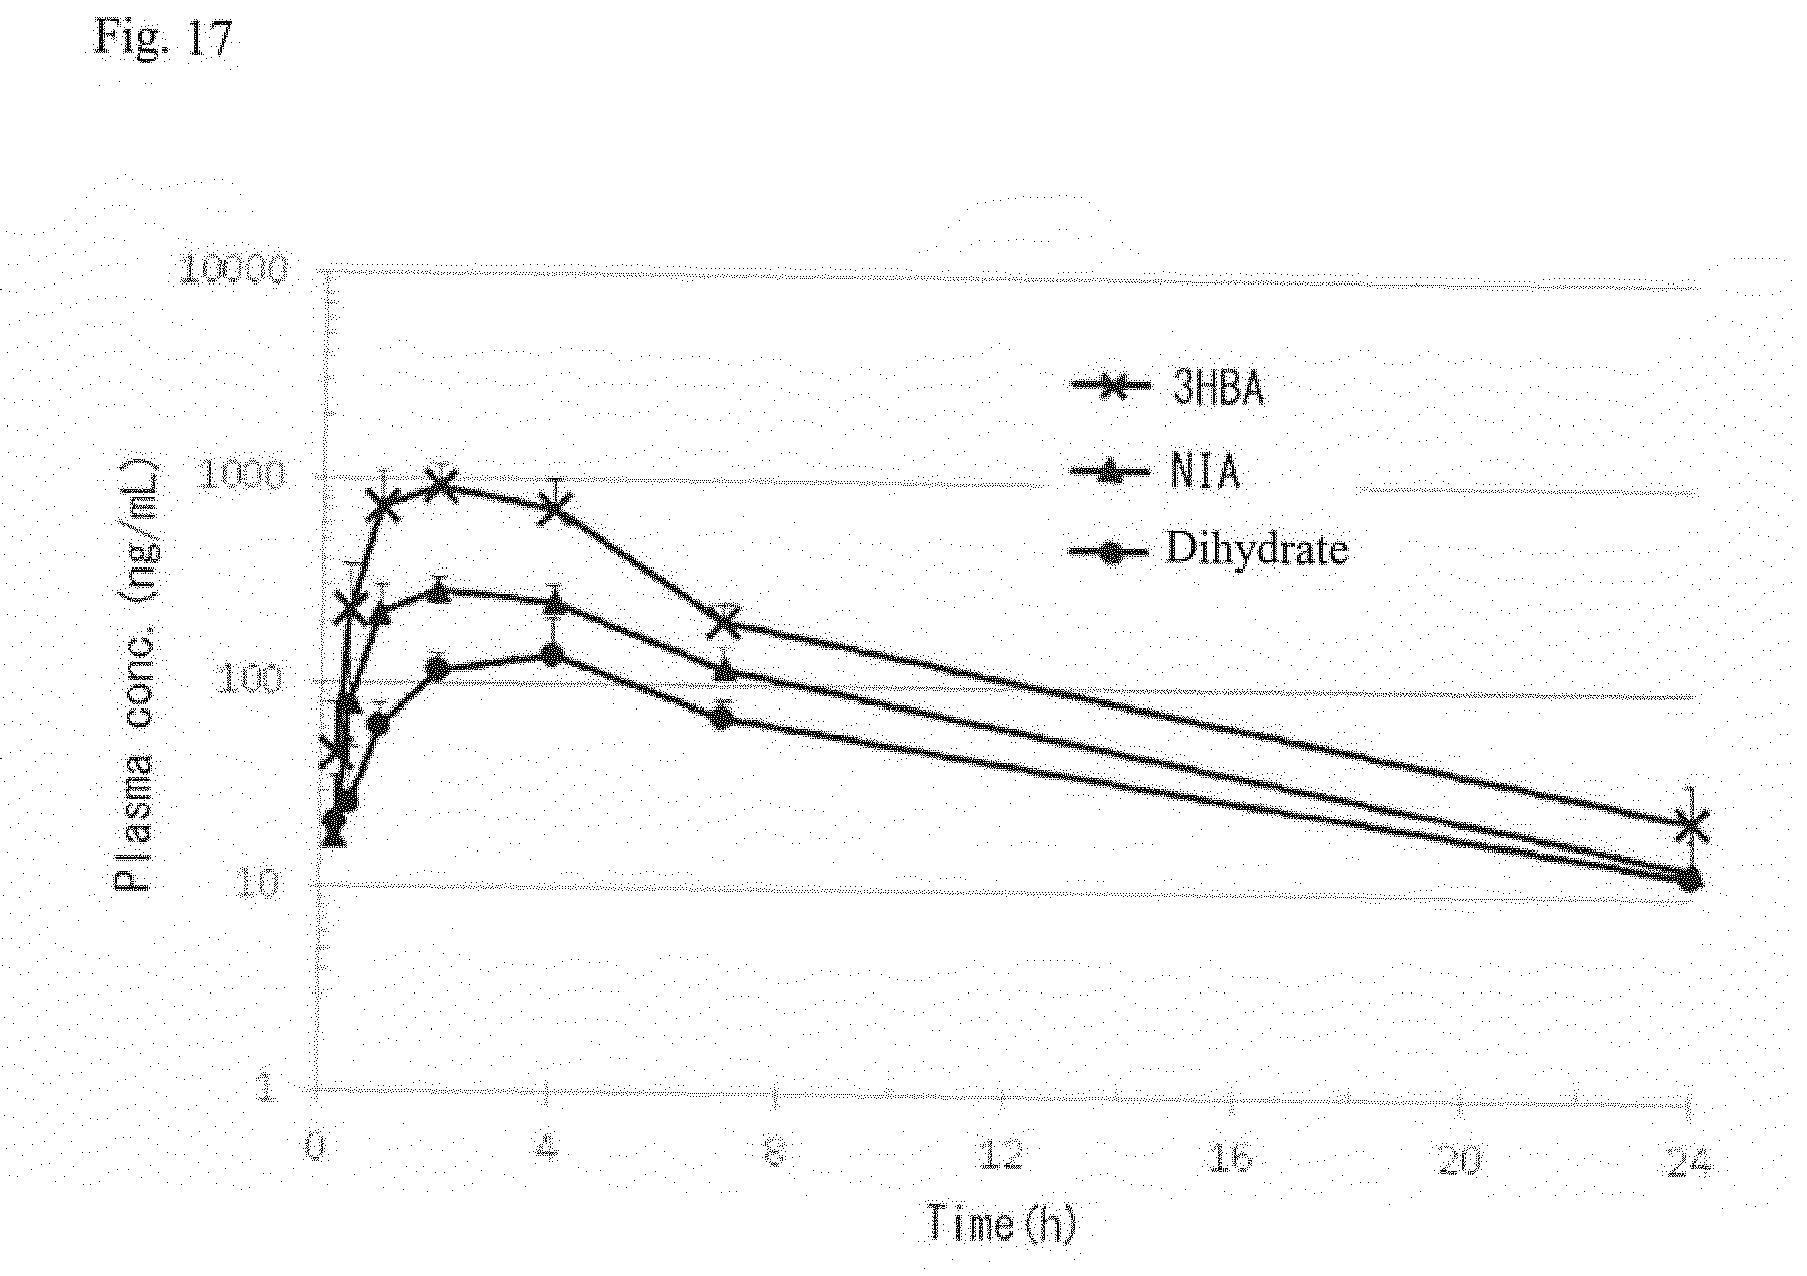 Fig. 17
10000
1000
100
10
1
Plasma conc. (ng/mL)
3HBA
NIA
Dihydrate
0 4 8 12 16 20 24
Time(h)